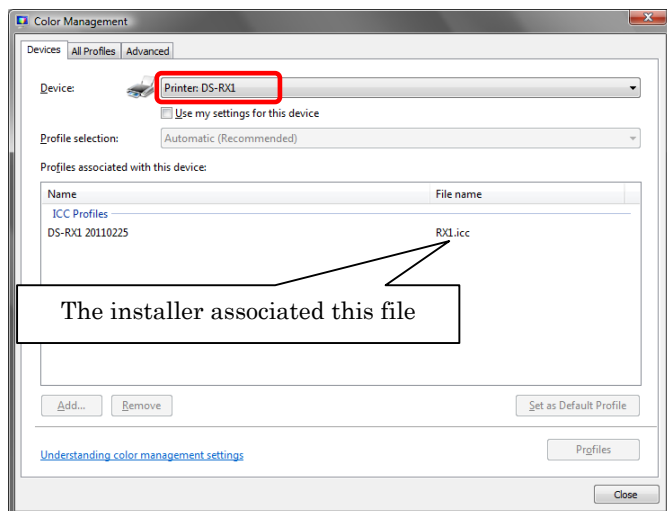 Color Management
Devices All Profiles Advanced
Device: Printer: DS-RX1
Use my settings for this device
Profile selection: Automatic (Recommended)
Profiles associated with this device:
Name File name
ICC Profiles
DS-RX1 20110225 RX1.icc
The installer associated this file
Add... Remove Set as Default Profile
Understanding color management settings Profiles
Close